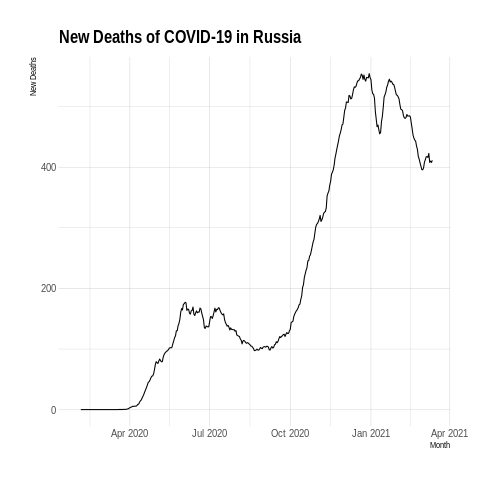 New Deaths of COVID-19 in Russia
New Deaths
400
200
0
Apr 2020 Jul 2020 Oct 2020 Jan 2021 Apr 2021
Month